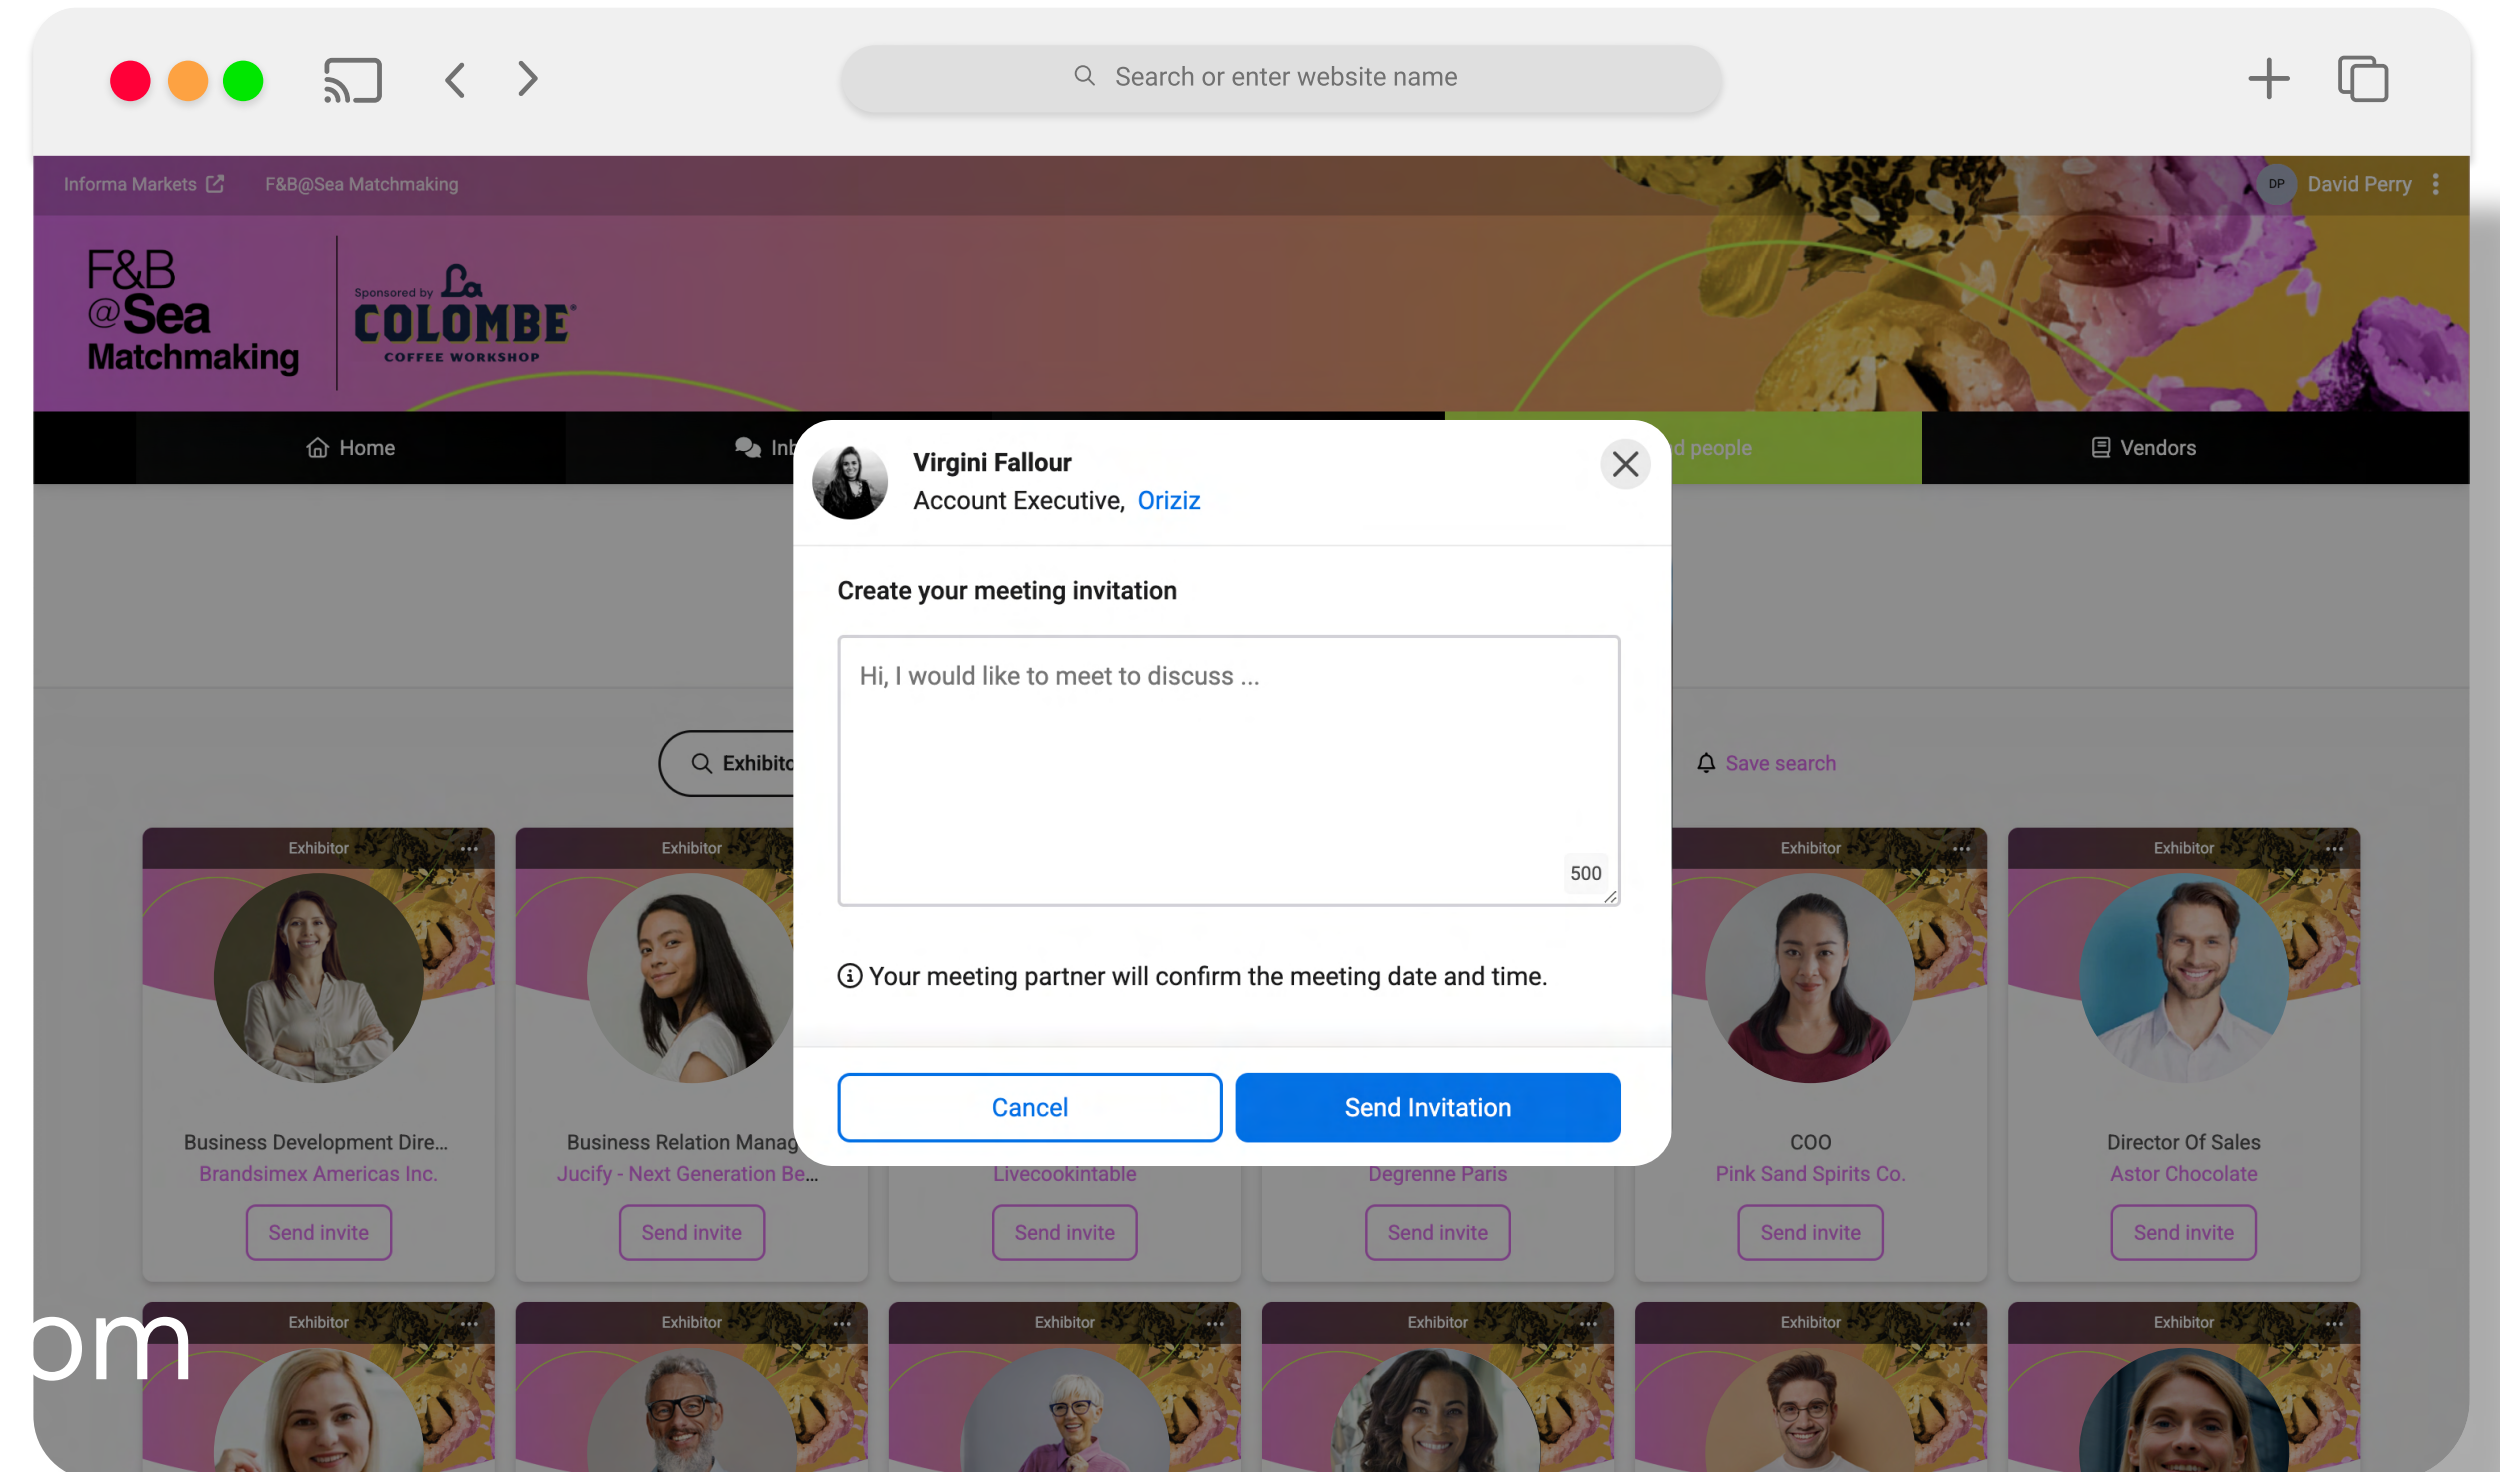 Search or enter website name
Informa Markets
F&B@Sea Matchmaking
DP
David Perry
F&B
@Sea
Matchmaking
Sponsored by
La
COLOMBE®
COFFEE WORKSHOP
Home
Vendors
people
Virgini Fallour
Account Executive, Oriziz
Create your meeting invitation
Hi, I would like to meet to discuss ...
500
Your meeting partner will confirm the meeting date and time.
Cancel
Send Invitation
Save search
Exhibitor
Exhibitor
Exhibitor
Exhibitor
Business Development Dire...
Business Relation Manag
COO
Director Of Sales
Brandsimex Americas Inc.
Jucify - Next Generation Be...
Livecookintable
Degrenne Paris
Pink Sand Spirits Co.
Astor Chocolate
Send invite
Send invite
Send invite
Send invite
Send invite
Send invite
om
Exhibitor
Exhibitor
Exhibitor
Exhibitor
Exhibitor
Exhibitor